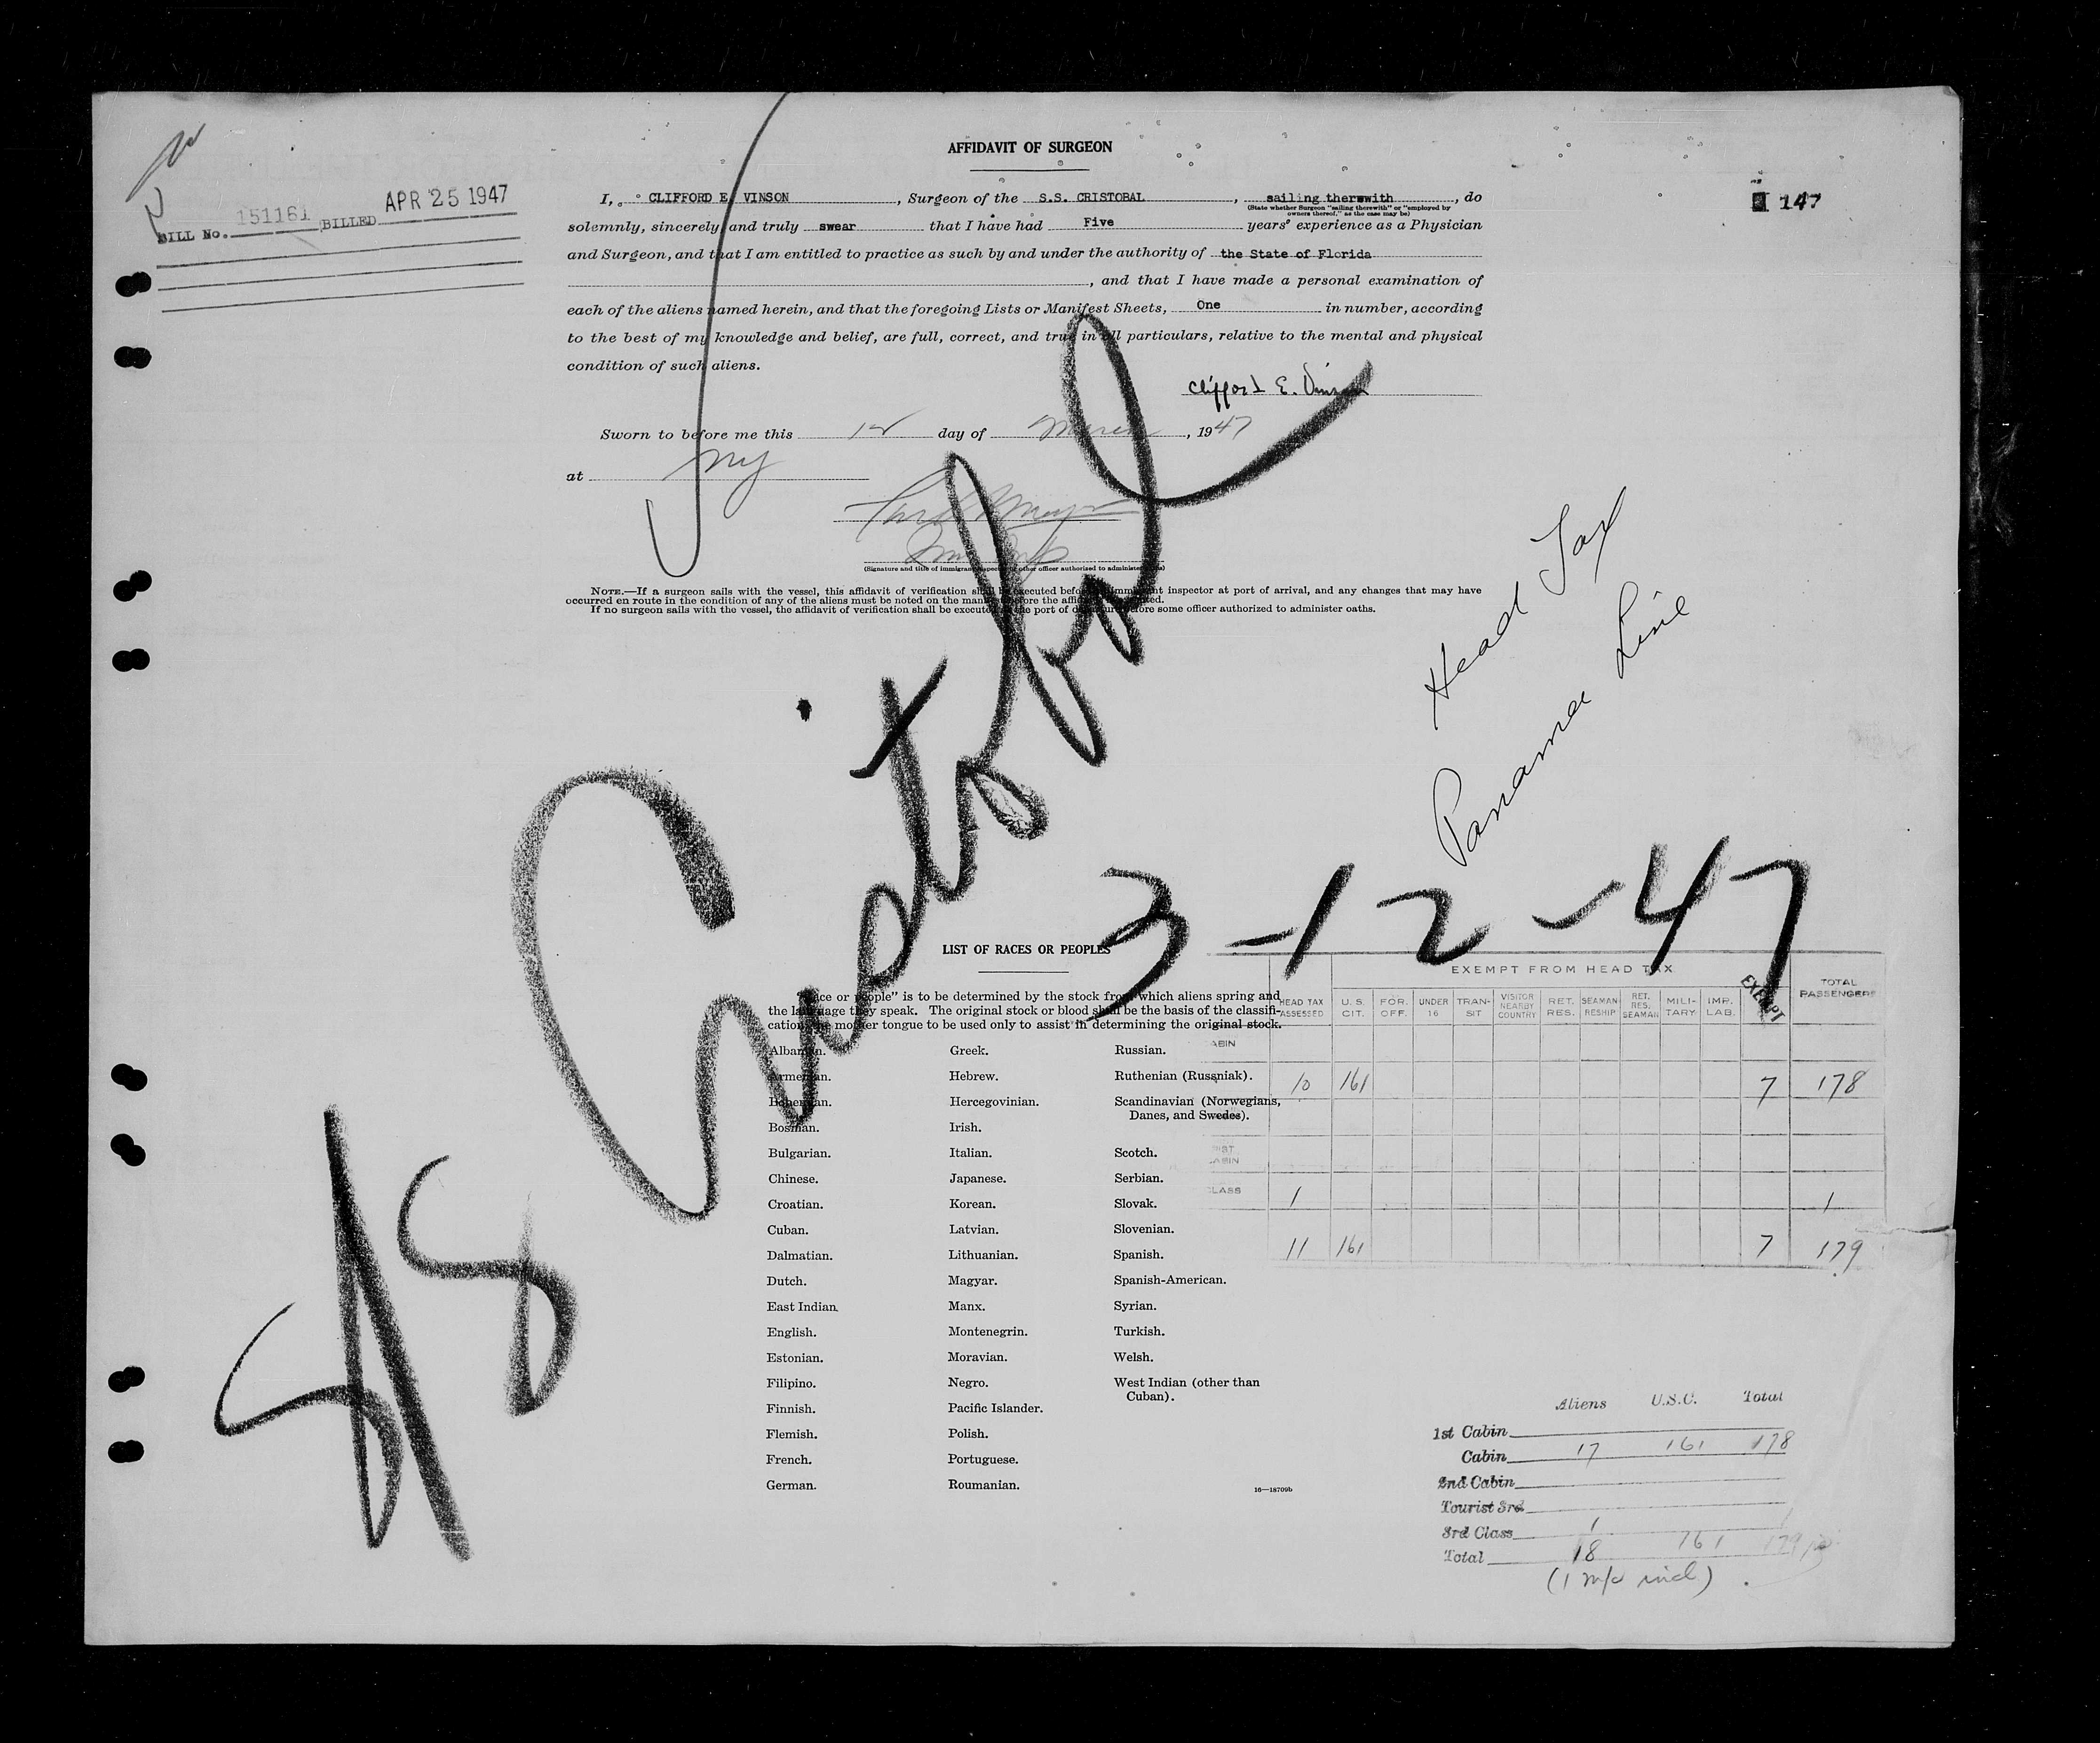 AFFIDAVIT OF SURGEON
BILL No. 151161 BILLED APR 25 1947
147
I, CLIFFORD E. VINSON, Surgeon of the S.S. CRISTOBAL, sailing therewith, do
(State whether Surgeon "sailing therewith" or "employed by
owners thereof," as the case may be)
solemnly, sincerely and truly swear that I have had Five years' experience as a Physician
and Surgeon, and that I am entitled to practice as such by and under the authority of the State of Florida
, and that I have made a personal examination of
each of the aliens named herein, and that the foregoing Lists or Manifest Sheets, One in number, according
to the best of my knowledge and belief, are full, correct, and true in all particulars, relative to the mental and physical
condition of such aliens.
Clifford E. Vinson
Sworn to before me this 12 day of March, 1947
at NY
(Signature and title of immigrant inspector or other officer authorized to administer oaths)
NOTE.—If a surgeon sails with the vessel, this affidavit of verification shall be executed before the immigrant inspector at port of arrival, and any changes that may have
occurred en route in the condition of any of the aliens must be noted on the manifest before the affidavit is executed.
If no surgeon sails with the vessel, the affidavit of verification shall be executed at the port of departure before some officer authorized to administer oaths.
Head Tax
Panama Line
SS Cristobal
3-12-47
LIST OF RACES OR PEOPLES
"Race or people" is to be determined by the stock from which aliens spring and
the language they speak. The original stock or blood shall be the basis of the classifi-
cation, the mother tongue to be used only to assist in determining the original stock.
Albanian. Greek. Russian.
Armenian. Hebrew. Ruthenian (Russniak).
Bohemian. Hercegovinian. Scandinavian (Norwegians,
Danes, and Swedes).
Bosnian. Irish.
Bulgarian. Italian. Scotch.
Chinese. Japanese. Serbian.
Croatian. Korean. Slovak.
Cuban. Latvian. Slovenian.
Dalmatian. Lithuanian. Spanish.
Dutch. Magyar. Spanish-American.
East Indian. Manx. Syrian.
English. Montenegrin. Turkish.
Estonian. Moravian. Welsh.
Filipino. Negro. West Indian (other than
Cuban).
Finnish. Pacific Islander.
Flemish. Polish.
French. Portuguese.
German. Roumanian.
16—18709b
EXEMPT FROM HEAD TAX
HEAD TAX ASSESSED U.S. CIT. FOR. OFF. UNDER 16 TRAN-SIT VISITOR NEARBY COUNTRY RET. RES. SEAMAN-RESHIP RET. RES. SEAMAN MILI-TARY IMP. LAB. EXEMPT TOTAL PASSENGERS
ABIN
10 161 7 178
IST
ABIN
CLASS 1 1
11 161 7 179
Aliens U.S.C. Total
1st Cabin
Cabin 17 161 178
2nd Cabin
Tourist 3rd
3rd Class 1 1
Total 18 161 179
(1 m/c incl)